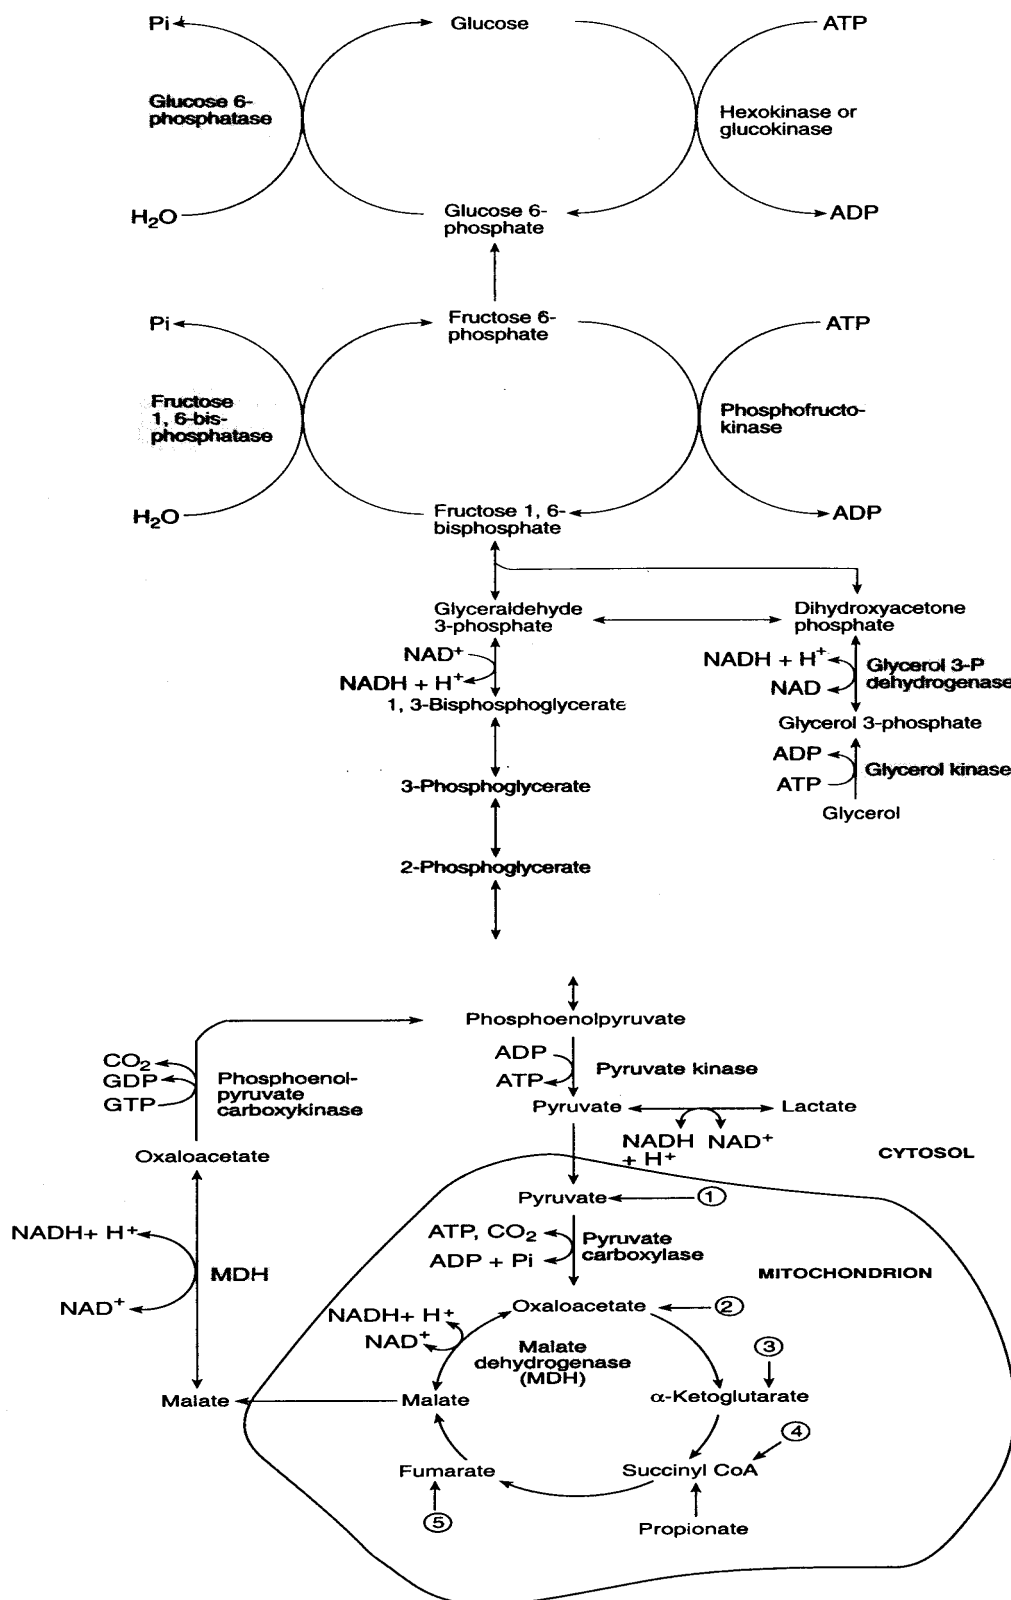 Pi
Glucose
ATP
Glucose 6-
phosphatase
Hexokinase or
glucokinase
H₂O
Glucose 6-
phosphate
ADP
Pi
Fructose 6-
phosphate
ATP
Fructose
1, 6-bis-
phosphatase
Phosphofructo-
kinase
H₂O
Fructose 1, 6-
bisphosphate
ADP
Glyceraldehyde
3-phosphate
Dihydroxyacetone
phosphate
NAD⁺
NADH + H⁺
NADH + H⁺
NAD
Glycerol 3-P
dehydrogenase
1, 3-Bisphosphoglycerate
Glycerol 3-phosphate
ADP
ATP
Glycerol kinase
3-Phosphoglycerate
Glycerol
2-Phosphoglycerate
Phosphoenolpyruvate
CO₂
GDP
GTP
Phosphoenol-
pyruvate
carboxykinase
ADP
ATP
Pyruvate kinase
Pyruvate
Lactate
NADH
+ H⁺
NAD⁺
Oxaloacetate
CYTOSOL
Pyruvate
1
NADH+ H⁺
MDH
NAD⁺
ATP, CO₂
ADP + Pi
Pyruvate
carboxylase
MITOCHONDRION
Oxaloacetate
2
NADH+ H⁺
NAD⁺
Malate
dehydrogenase
(MDH)
3
Malate
Malate
α-Ketoglutarate
4
Fumarate
Succinyl CoA
5
Propionate